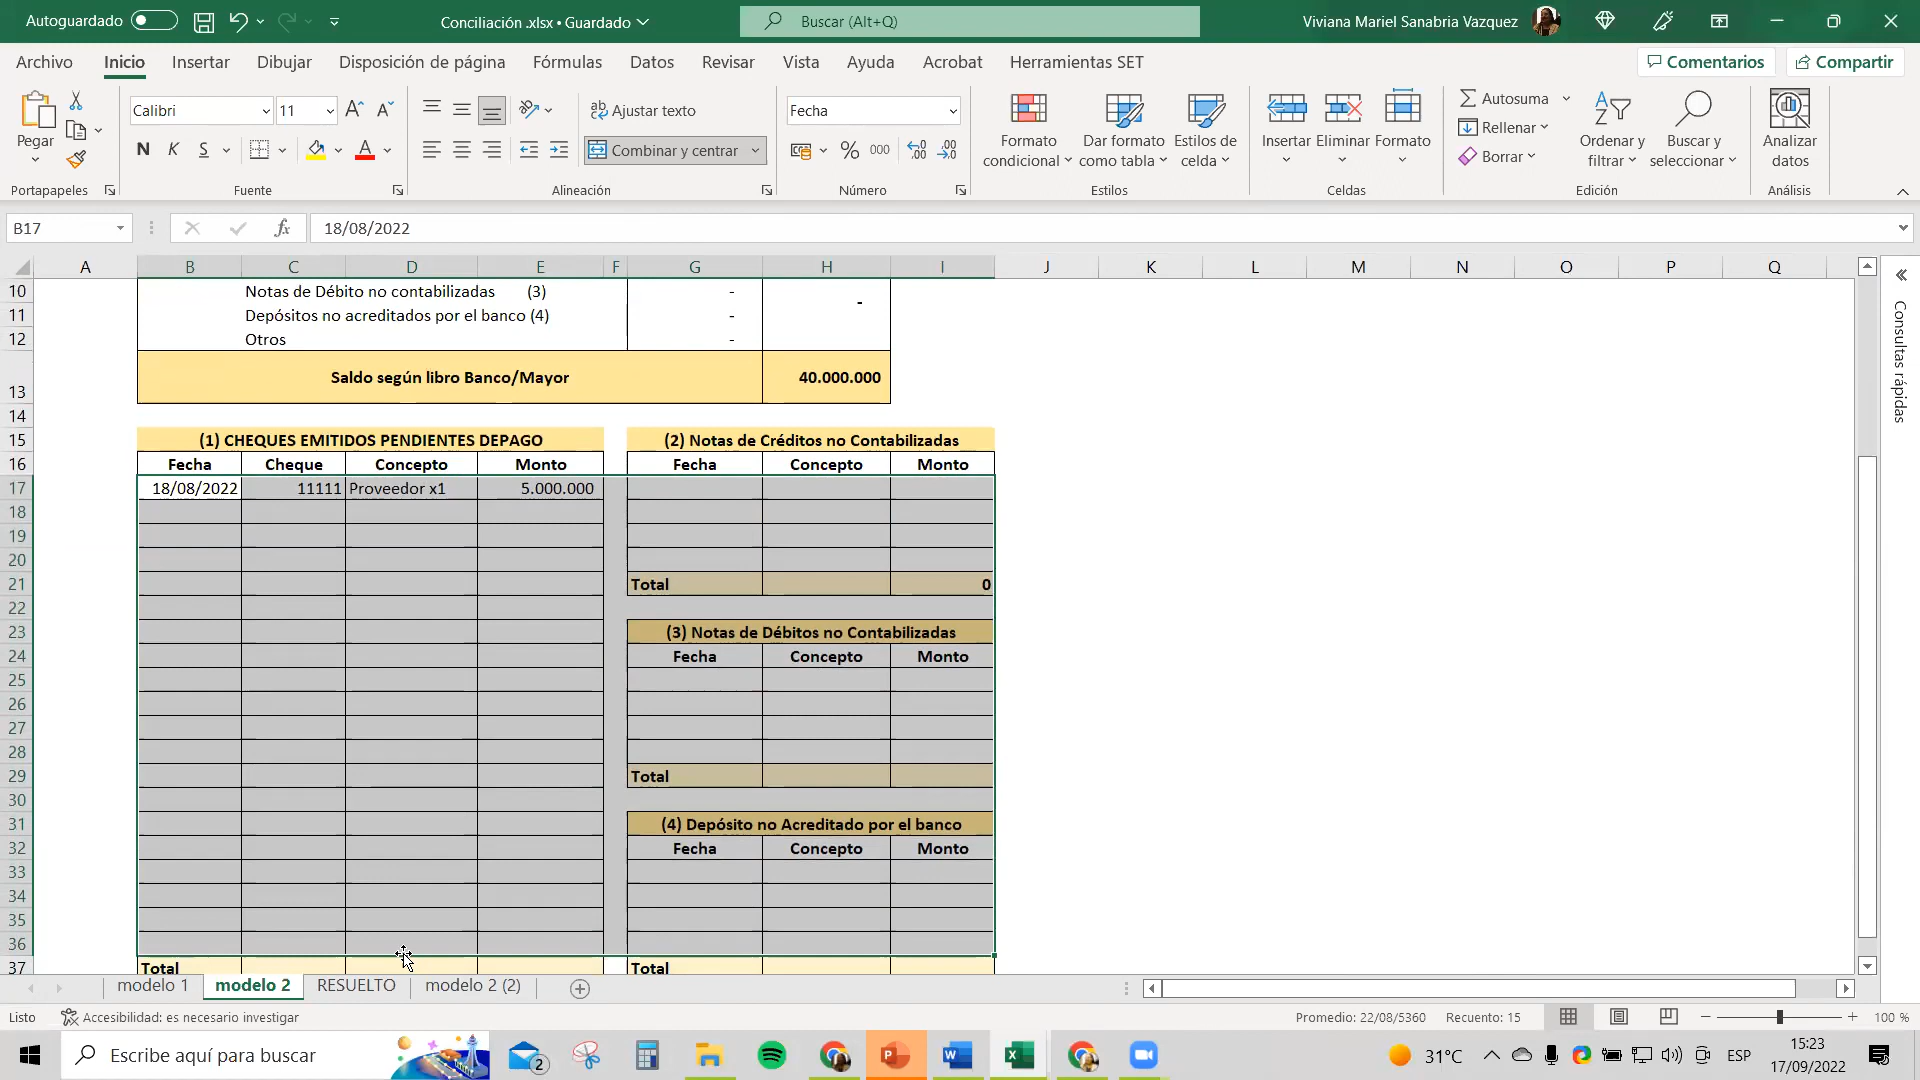 Autoguardado
Conciliación .xlsx • Guardado
Buscar (Alt+Q)
Viviana Mariel Sanabria Vazquez
Archivo Inicio Insertar Dibujar Disposición de página Fórmulas Datos Revisar Vista Ayuda Acrobat Herramientas SET
Comentarios Compartir
Pegar
Portapapeles
Calibri 11
N K S
Fuente
Ajustar texto
Combinar y centrar
Alineación
Fecha
% 000
Número
Formato condicional
Dar formato como tabla
Estilos de celda
Estilos
Insertar Eliminar Formato
Celdas
Autosuma
Rellenar
Borrar
Ordenar y filtrar
Buscar y seleccionar
Edición
Analizar datos
Análisis
B17 fx 18/08/2022
A B C D E F G H I J K L M N O P Q
Consultas rápidas
10 Notas de Débito no contabilizadas (3) - -
11 Depósitos no acreditados por el banco (4) -
12 Otros -
13 Saldo según libro Banco/Mayor 40.000.000
14
15 (1) CHEQUES EMITIDOS PENDIENTES DEPAGO (2) Notas de Créditos no Contabilizadas
16 Fecha Cheque Concepto Monto Fecha Concepto Monto
17 18/08/2022 11111 Proveedor x1 5.000.000
18
19
20
21 Total 0
22
23 (3) Notas de Débitos no Contabilizadas
24 Fecha Concepto Monto
25
26
27
28
29 Total
30
31 (4) Depósito no Acreditado por el banco
32 Fecha Concepto Monto
33
34
35
36
37 Total Total
modelo 1 modelo 2 RESUELTO modelo 2 (2)
Listo Accesibilidad: es necesario investigar Promedio: 22/08/5360 Recuento: 15 100 %
Escribe aquí para buscar 2 31°C ESP 15:23
17/09/2022